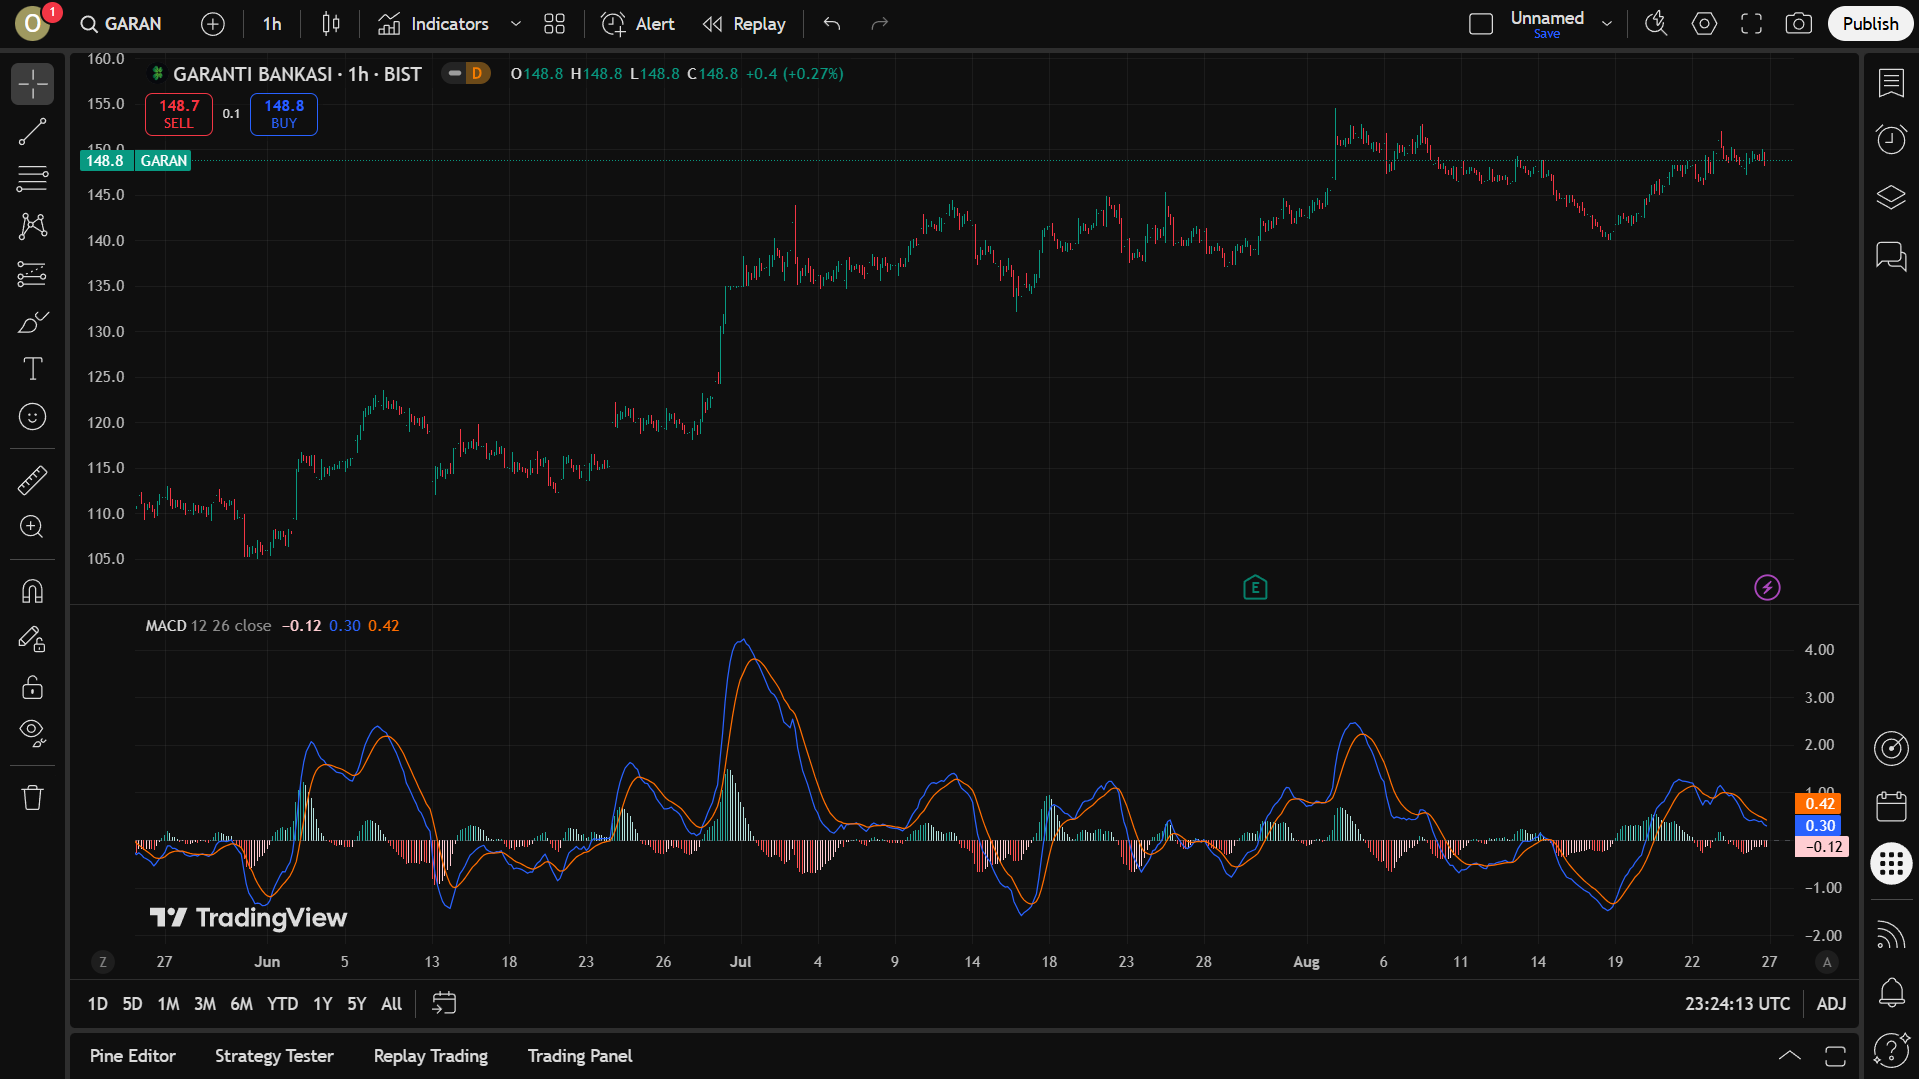 O 1 GARAN 1h Indicators Alert Replay Unnamed Save Publish
160.0
GARANTI BANKASI · 1h · BIST D O148.8 H148.8 L148.8 C148.8 +0.4 (+0.27%)
155.0
148.7 SELL 0.1 148.8 BUY
150.0
148.8 GARAN
145.0
140.0
135.0
130.0
125.0
120.0
115.0
110.0
105.0
E
MACD 12 26 close −0.12 0.30 0.42
4.00
3.00
2.00
1.00
0.42
0.30
−0.12
−1.00
−2.00
TradingView
Z 27 Jun 5 13 18 23 26 Jul 4 9 14 18 23 28 Aug 6 11 14 19 22 27 A
1D 5D 1M 3M 6M YTD 1Y 5Y All 23:24:13 UTC ADJ
Pine Editor Strategy Tester Replay Trading Trading Panel